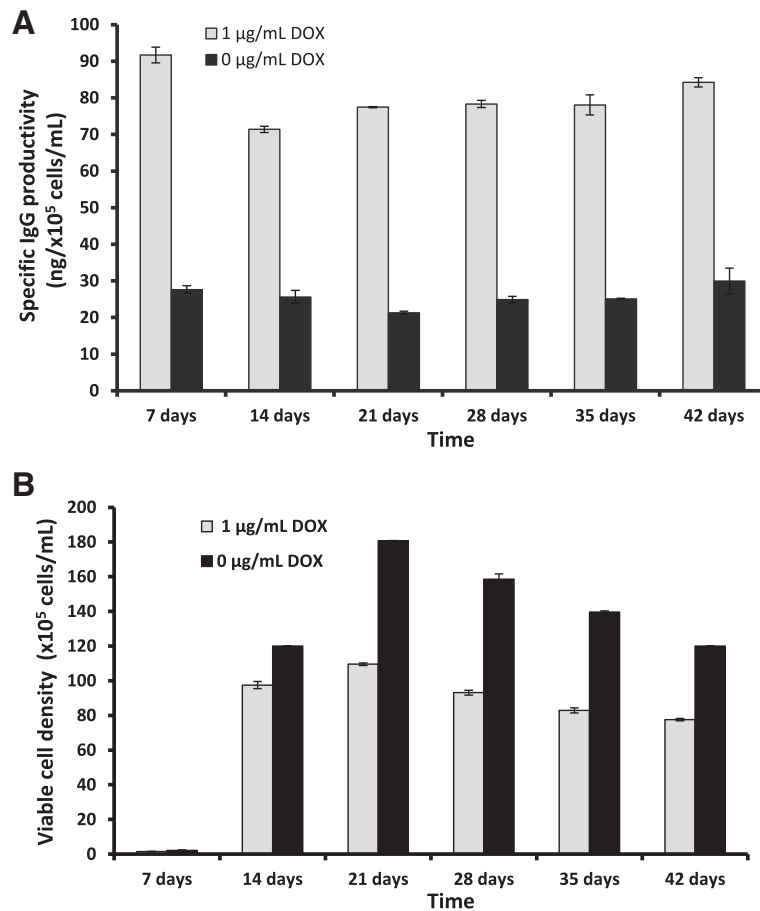 A
1 μg/mL DOX
0 μg/mL DOX
Specific IgG productivity
(ng/x10⁵ cells/mL)
100
90
80
70
60
50
40
30
20
10
0
7 days 14 days 21 days 28 days 35 days 42 days
Time
B
1 μg/mL DOX
0 μg/mL DOX
Viable cell density (x10⁵ cells/mL)
200
180
160
140
120
100
80
60
40
20
0
7 days 14 days 21 days 28 days 35 days 42 days
Time